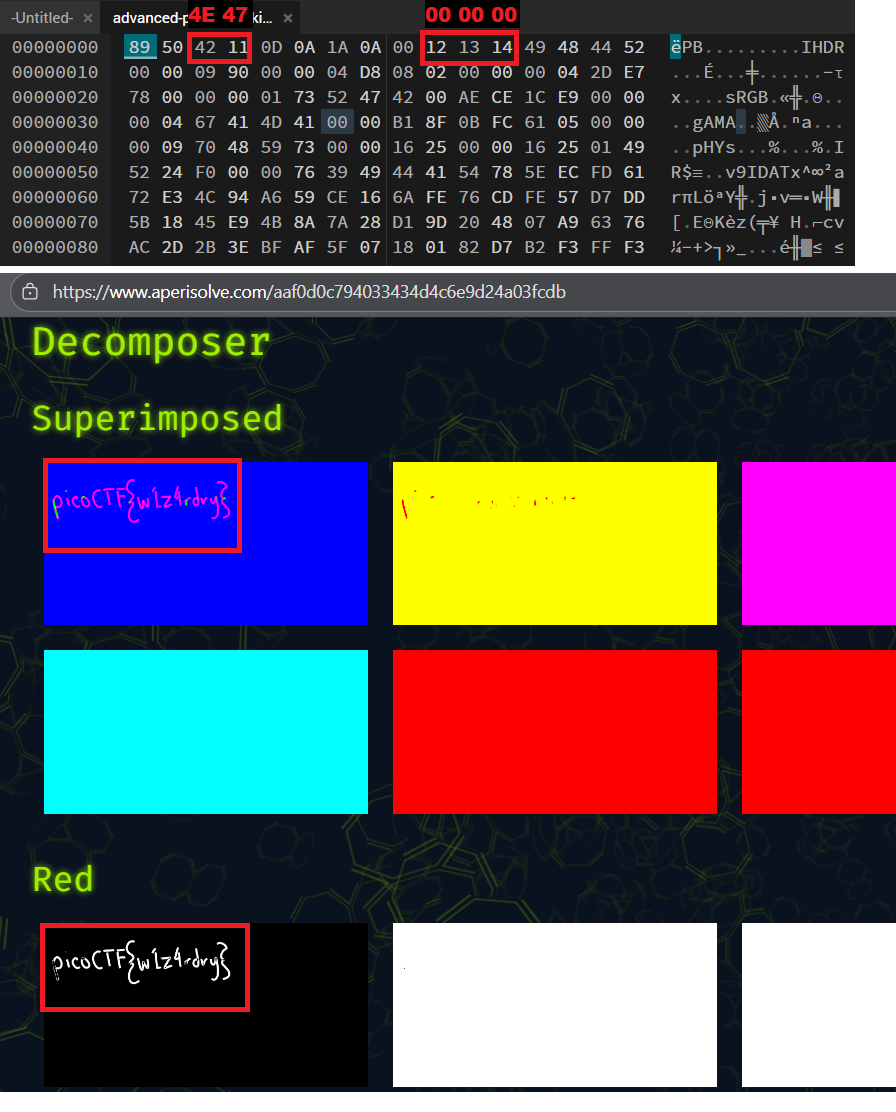 -Untitled- × advanced-p ki... ×
4E 47 00 00 00
00000000 89 50 42 11 0D 0A 1A 0A 00 12 13 14 49 48 44 52 ëPB.........IHDR
00000010 00 00 09 90 00 00 04 D8 08 02 00 00 00 04 2D E7 ...É...╪......-τ
00000020 78 00 00 00 01 73 52 47 42 00 AE CE 1C E9 00 00 x....sRGB.«╬.Θ..
00000030 00 04 67 41 4D 41 00 00 B1 8F 0B FC 61 05 00 00 ..gAMA..▒Å.ⁿa...
00000040 00 09 70 48 59 73 00 00 16 25 00 00 16 25 01 49 ..pHYs...%...%.I
00000050 52 24 F0 00 00 76 39 49 44 41 54 78 5E EC FD 61 R$≡..v9IDATx^∞²a
00000060 72 E3 4C 94 A6 59 CE 16 6A FE 76 CD FE 57 D7 DD rπLöªY╬.j▪v═▪W╫▌
00000070 5B 18 45 E9 4B 8A 7A 28 D1 9D 20 48 07 A9 63 76 [.EΘKèz(╤¥ H.⌐cv
00000080 AC 2D 2B 3E BF AF 5F 07 18 01 82 D7 B2 F3 FF F3 ¼-+>┐»_...é╫▓≤ ≤
https://www.aperisolve.com/aaf0d0c794033434d4c6e9d24a03fcdb
Decomposer
Superimposed
picoCTF{w1z4rdry}
Red
picoCTF{w1z4rdry}